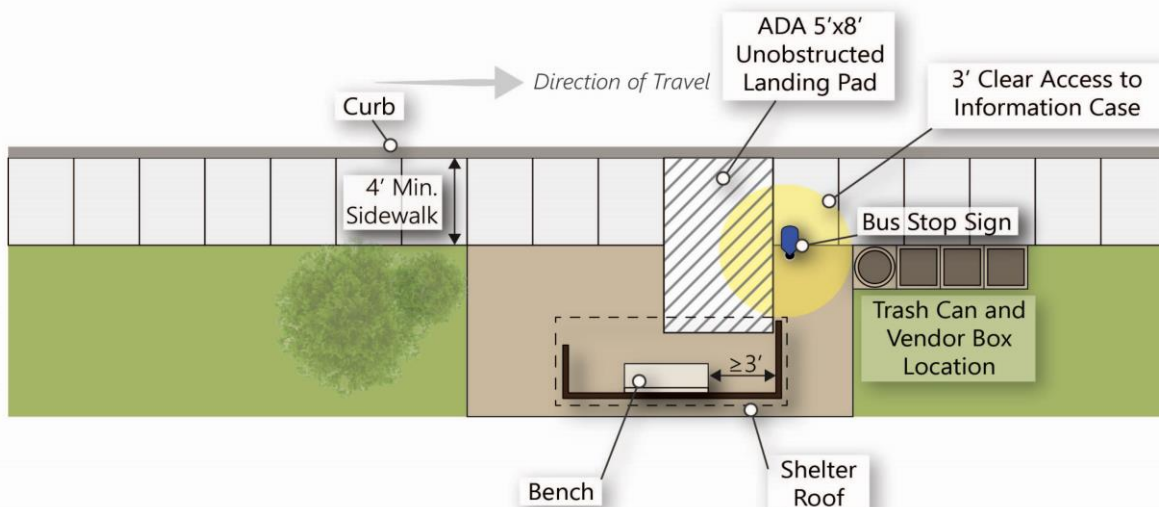 ADA 5'x8'
Unobstructed
Landing Pad
Direction of Travel
3' Clear Access to
Information Case
Curb
4' Min.
Sidewalk
Bus Stop Sign
Trash Can and
Vendor Box
Location
≥3'
Bench
Shelter
Roof